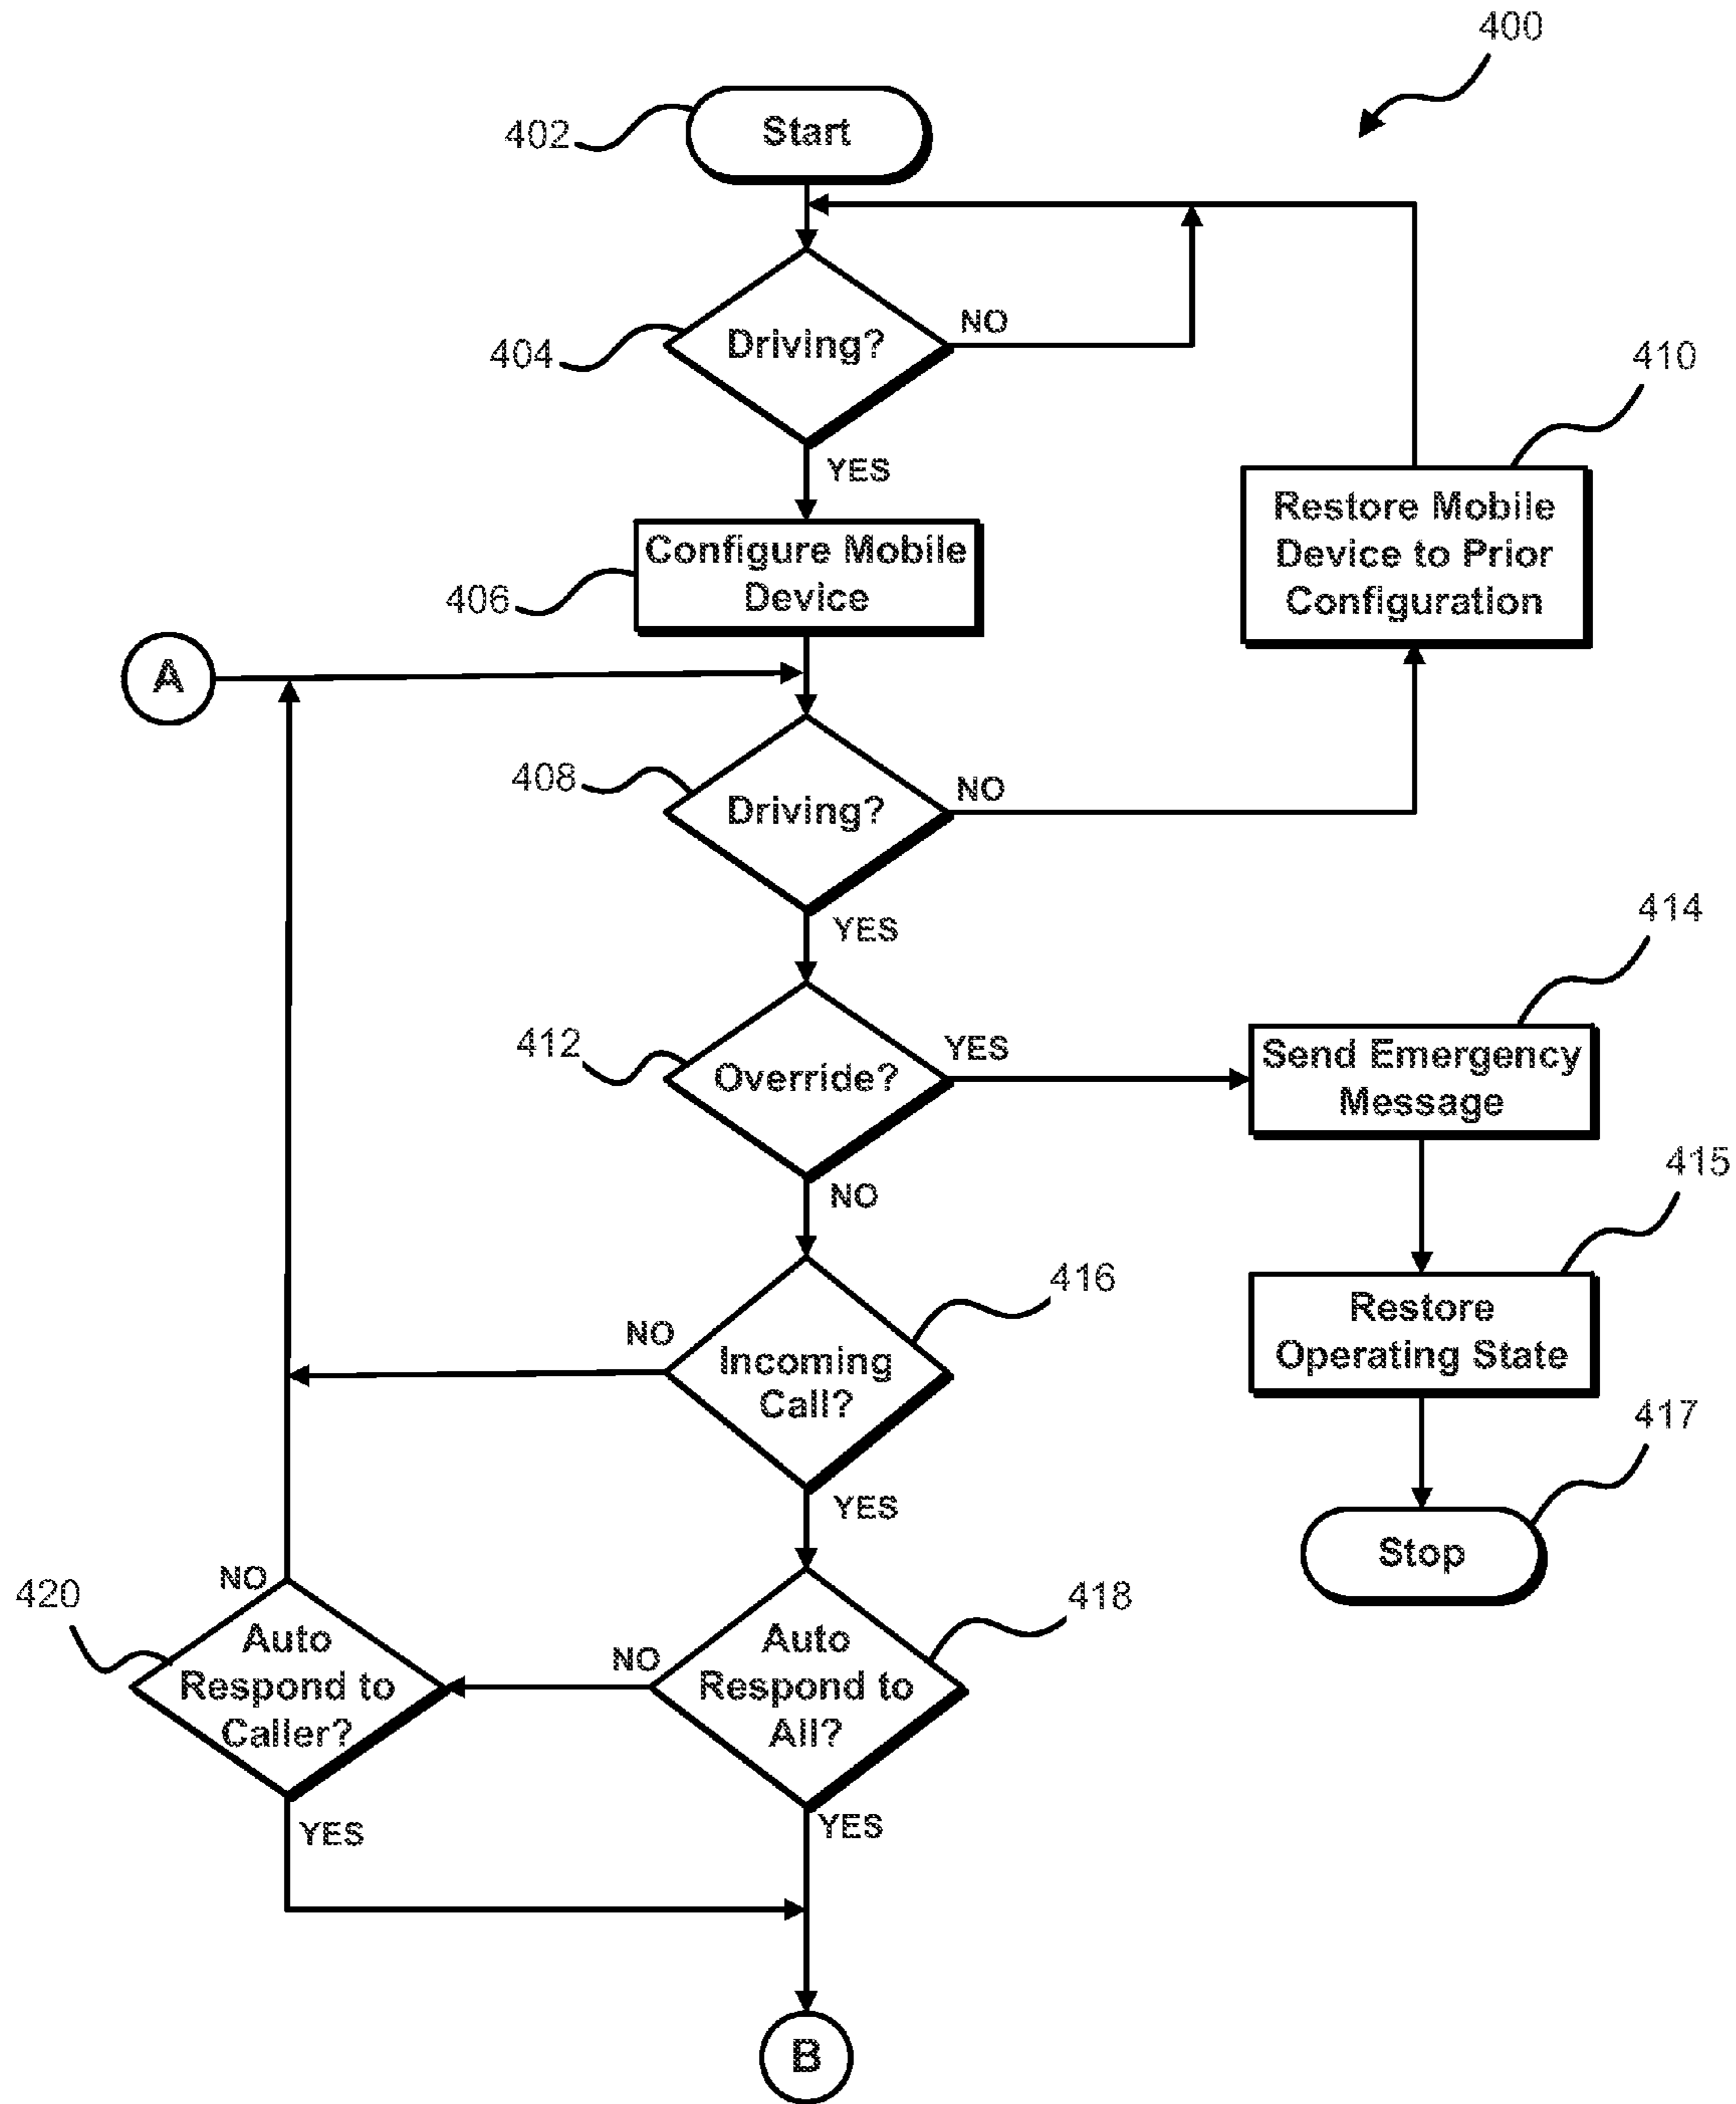 400
402
Start
404
Driving?
NO
YES
410
Restore Mobile
Device to Prior
Configuration
406
Configure Mobile
Device
A
408
Driving?
NO
YES
412
Override?
YES
NO
414
Send Emergency
Message
415
Restore
Operating State
416
Incoming
Call?
NO
YES
417
Stop
418
Auto
Respond to
All?
NO
YES
420
Auto
Respond to
Caller?
NO
YES
B